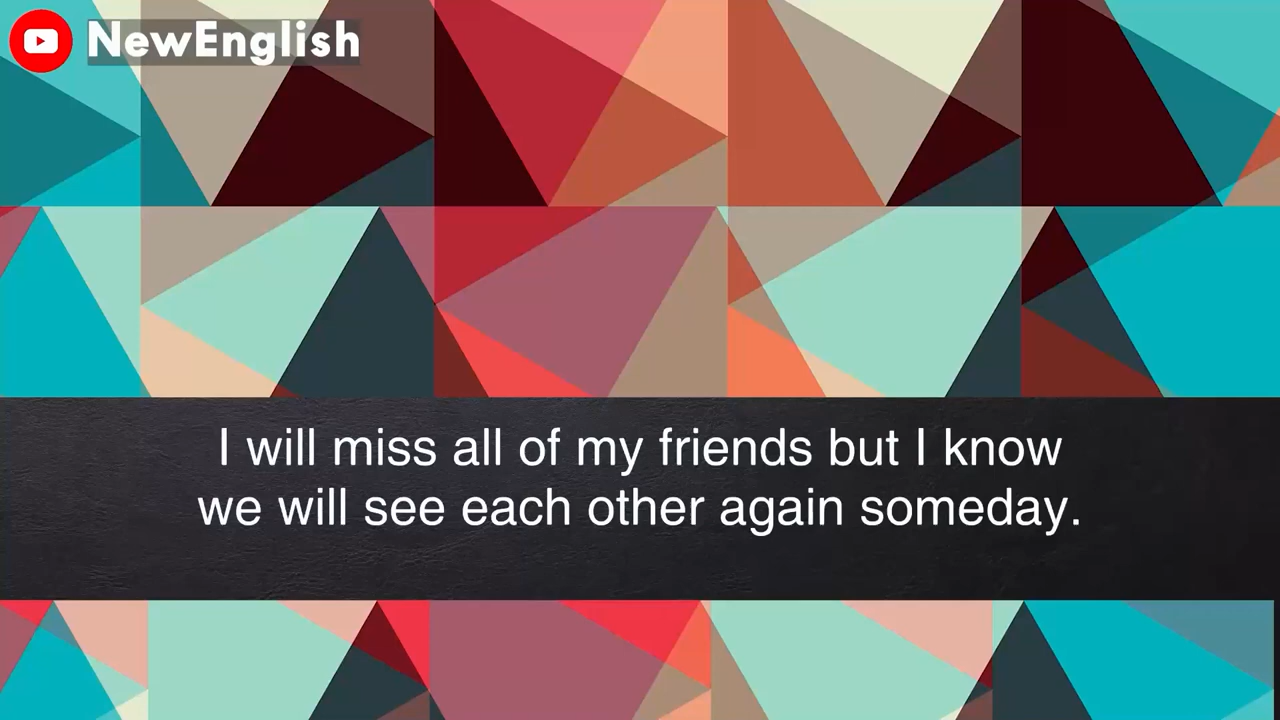 NewEnglish
I will miss all of my friends but I know
we will see each other again someday.